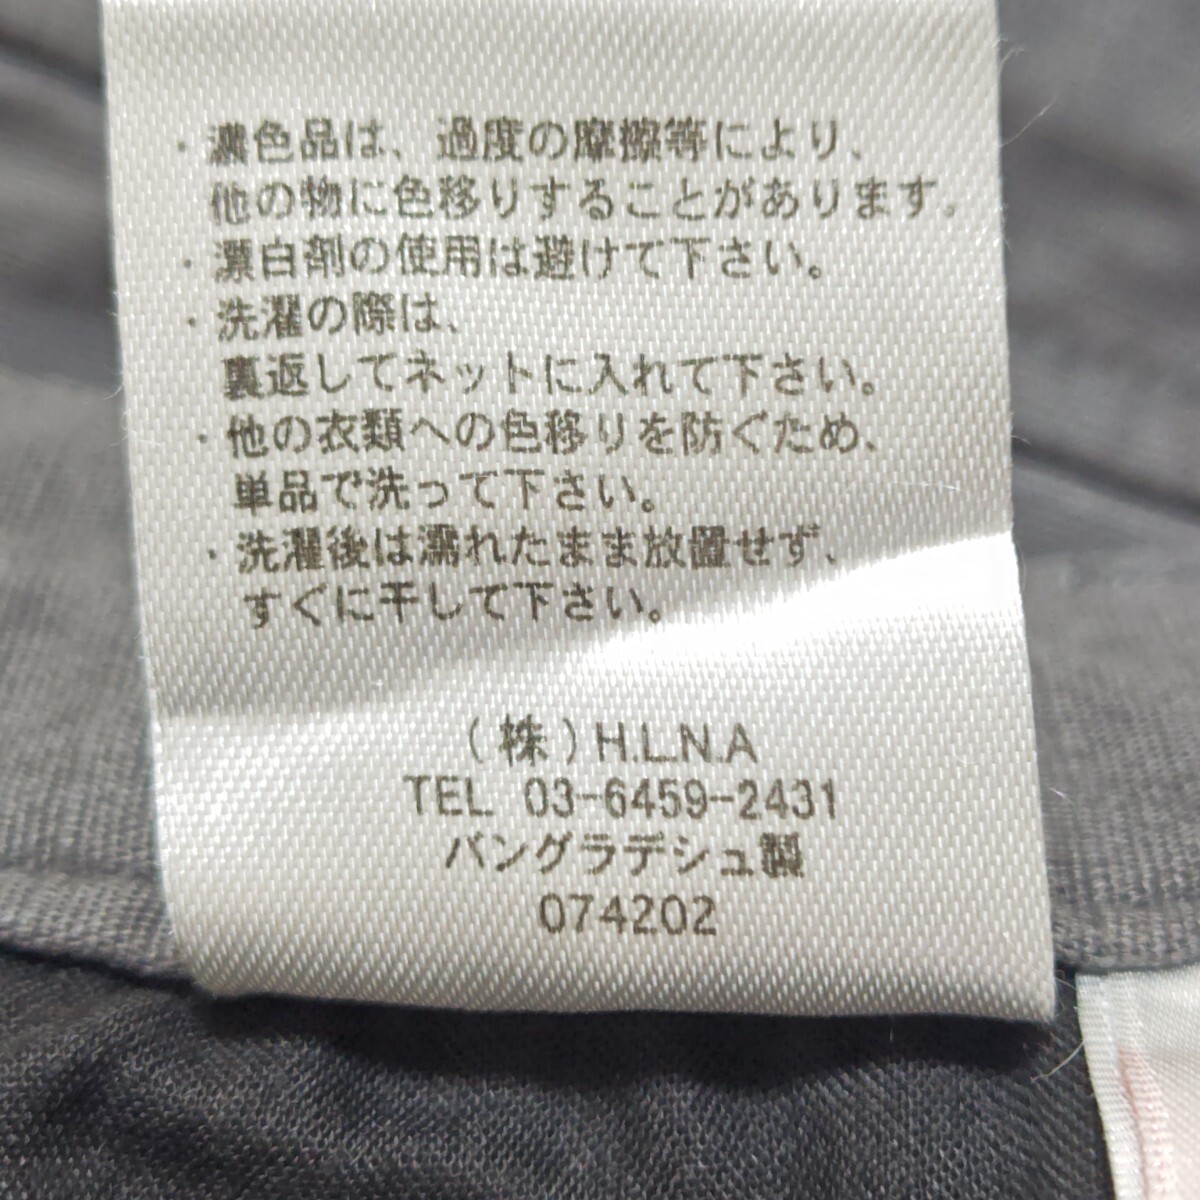 ・濃色品は、過度の摩擦等により、
他の物に色移りすることがあります。
・漂白剤の使用は避けて下さい。
・洗濯の際は、
裏返してネットに入れて下さい。
・他の衣類への色移りを防ぐため、
単品で洗って下さい。
・洗濯後は濡れたまま放置せず、
すぐに干して下さい。
(株)H.L.N.A
TEL 03-6459-2431
バングラデシュ製
074202